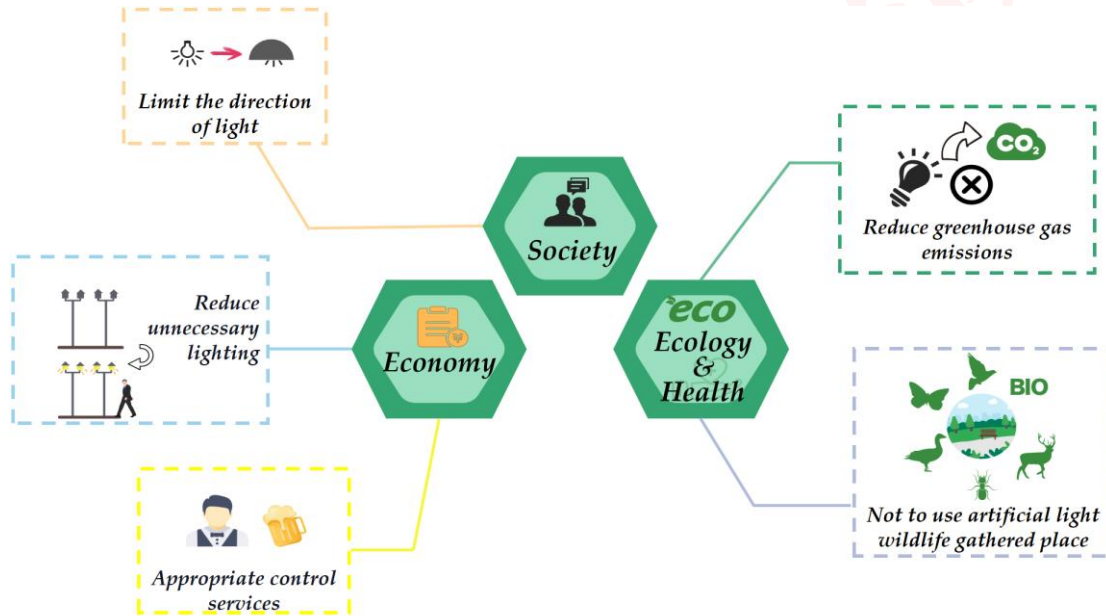 Limit the direction
of light
Society
CO2
Reduce greenhouse gas
emissions
Reduce
unnecessary
lighting
Economy
eco
Ecology
&
Health
BIO
Not to use artificial light
wildlife gathered place
Appropriate control
services